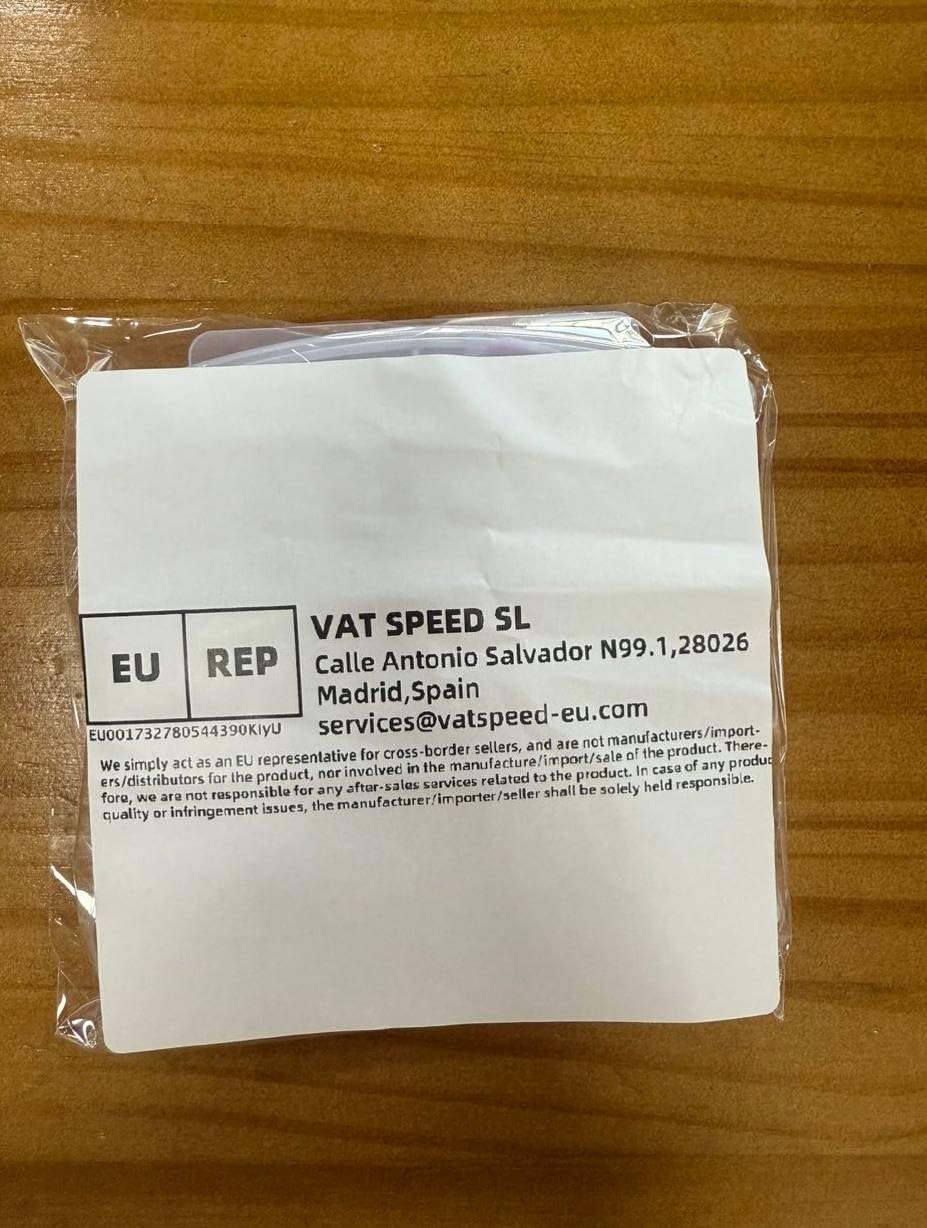 EU REP
VAT SPEED SL
Calle Antonio Salvador N99.1,28026
Madrid,Spain
services@vatspeed-eu.com
EU001732780544390KIyU
We simply act as an EU representative for cross-border sellers, and are not manufacturers/import-
ers/distributors for the product, nor involved in the manufacture/import/sale of the product. There-
fore, we are not responsible for any after-sales services related to the product. In case of any produc
quality or infringement issues, the manufacturer/importer/seller shall be solely held responsible.